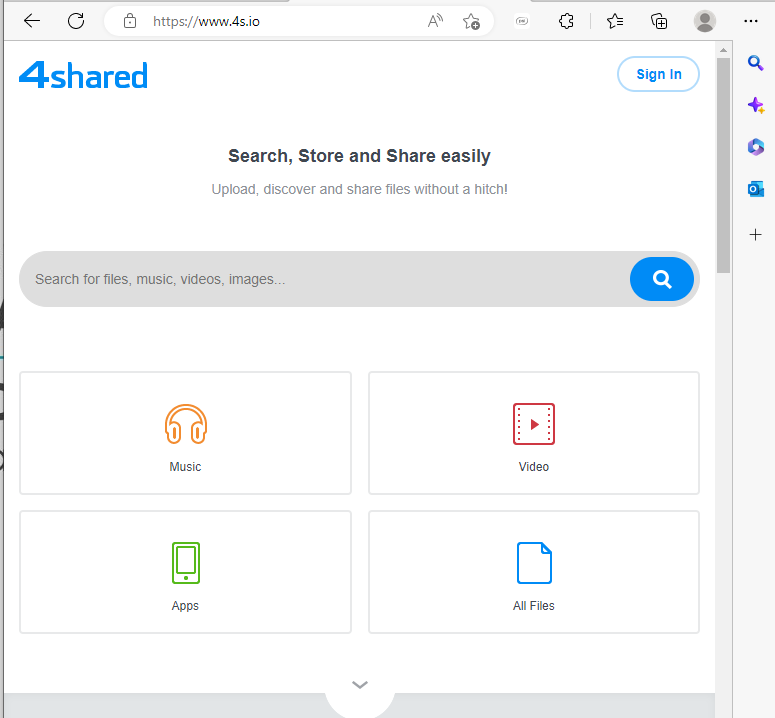 https://www.4s.io
4shared
Sign In
Search, Store and Share easily
Upload, discover and share files without a hitch!
Search for files, music, videos, images...
Music
Video
Apps
All Files